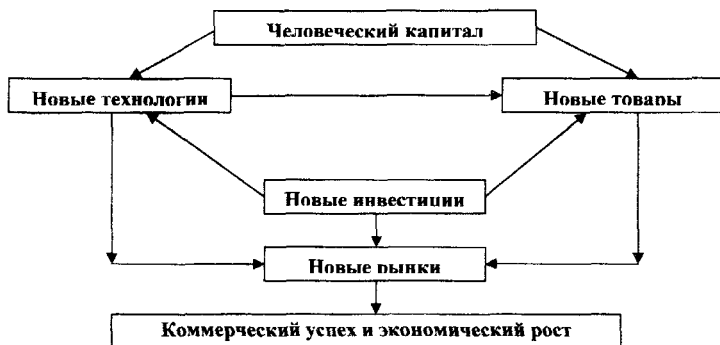 Человеческий капитал
Новые технологии
Новые товары
Новые инвестиции
Новые рынки
Коммерческий успех и экономический рост